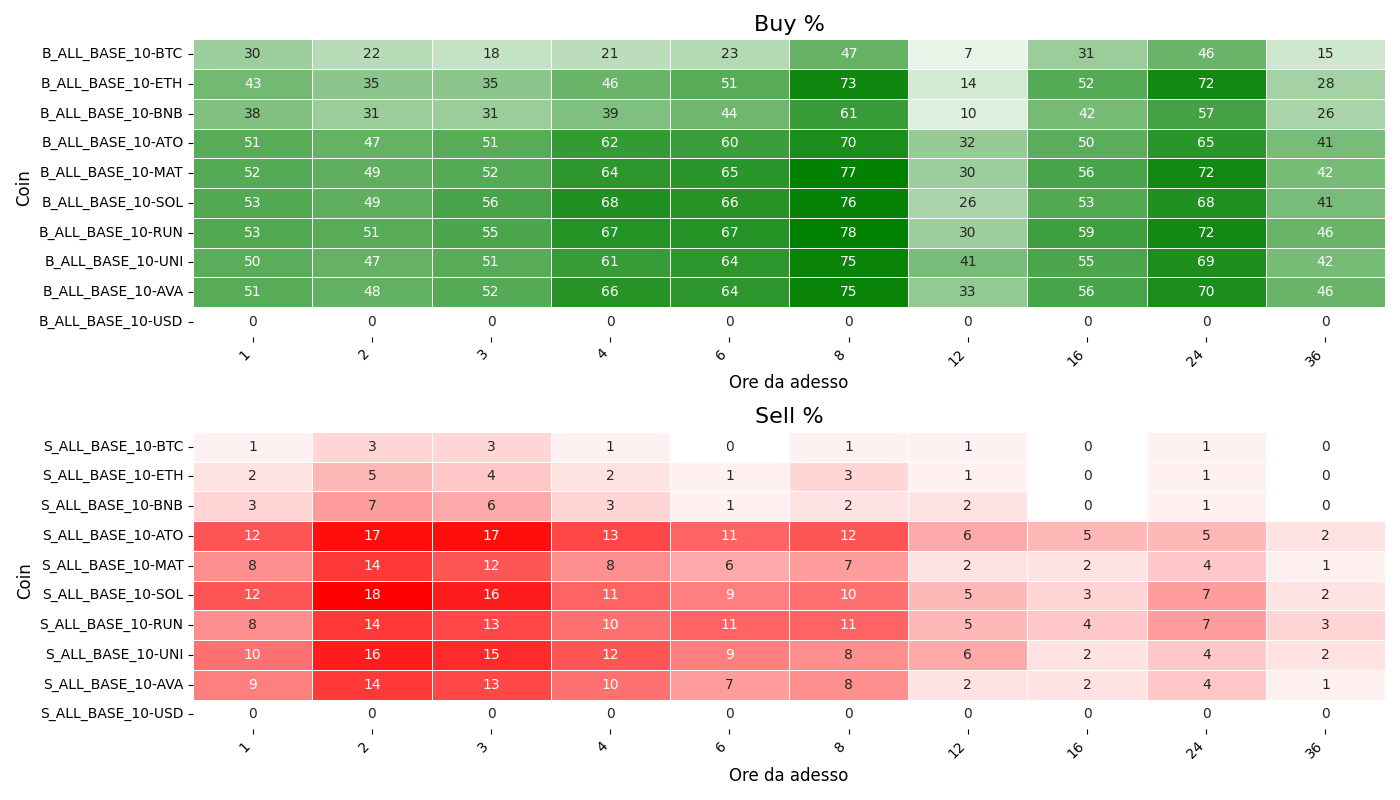 Buy %
Coin
B_ALL_BASE_10-BTC 30 22 18 21 23 47 7 31 46 15
B_ALL_BASE_10-ETH 43 35 35 46 51 73 14 52 72 28
B_ALL_BASE_10-BNB 38 31 31 39 44 61 10 42 57 26
B_ALL_BASE_10-ATO 51 47 51 62 60 70 32 50 65 41
B_ALL_BASE_10-MAT 52 49 52 64 65 77 30 56 72 42
B_ALL_BASE_10-SOL 53 49 56 68 66 76 26 53 68 41
B_ALL_BASE_10-RUN 53 51 55 67 67 78 30 59 72 46
B_ALL_BASE_10-UNI 50 47 51 61 64 75 41 55 69 42
B_ALL_BASE_10-AVA 51 48 52 66 64 75 33 56 70 46
B_ALL_BASE_10-USD 0 0 0 0 0 0 0 0 0 0
1 2 3 4 6 8 12 16 24 36
Ore da adesso
Sell %
Coin
S_ALL_BASE_10-BTC 1 3 3 1 0 1 1 0 1 0
S_ALL_BASE_10-ETH 2 5 4 2 1 3 1 0 1 0
S_ALL_BASE_10-BNB 3 7 6 3 1 2 2 0 1 0
S_ALL_BASE_10-ATO 12 17 17 13 11 12 6 5 5 2
S_ALL_BASE_10-MAT 8 14 12 8 6 7 2 2 4 1
S_ALL_BASE_10-SOL 12 18 16 11 9 10 5 3 7 2
S_ALL_BASE_10-RUN 8 14 13 10 11 11 5 4 7 3
S_ALL_BASE_10-UNI 10 16 15 12 9 8 6 2 4 2
S_ALL_BASE_10-AVA 9 14 13 10 7 8 2 2 4 1
S_ALL_BASE_10-USD 0 0 0 0 0 0 0 0 0 0
1 2 3 4 6 8 12 16 24 36
Ore da adesso